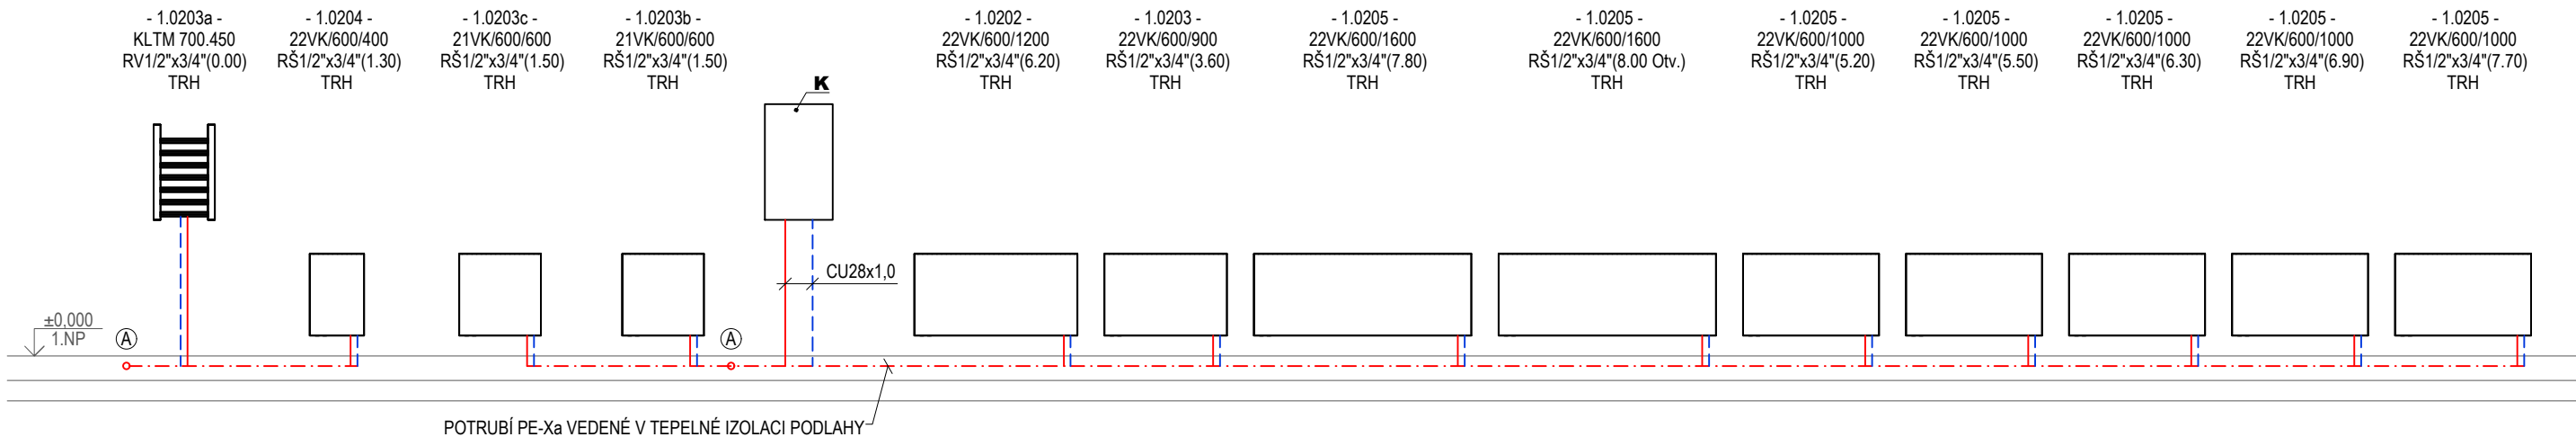 - 1.0203a -
KLTM 700.450
RV1/2"x3/4"(0.00)
TRH
- 1.0204 -
22VK/600/400
RŠ1/2"x3/4"(1.30)
TRH
- 1.0203c -
21VK/600/600
RŠ1/2"x3/4"(1.50)
TRH
- 1.0203b -
21VK/600/600
RŠ1/2"x3/4"(1.50)
TRH
K
- 1.0202 -
22VK/600/1200
RŠ1/2"x3/4"(6.20)
TRH
- 1.0203 -
22VK/600/900
RŠ1/2"x3/4"(3.60)
TRH
- 1.0205 -
22VK/600/1600
RŠ1/2"x3/4"(7.80)
TRH
- 1.0205 -
22VK/600/1600
RŠ1/2"x3/4"(8.00 Otv.)
TRH
- 1.0205 -
22VK/600/1000
RŠ1/2"x3/4"(5.20)
TRH
- 1.0205 -
22VK/600/1000
RŠ1/2"x3/4"(5.50)
TRH
- 1.0205 -
22VK/600/1000
RŠ1/2"x3/4"(6.30)
TRH
- 1.0205 -
22VK/600/1000
RŠ1/2"x3/4"(6.90)
TRH
- 1.0205 -
22VK/600/1000
RŠ1/2"x3/4"(7.70)
TRH
CU28x1,0
±0,000
1.NP
A
A
POTRUBÍ PE-Xa VEDENÉ V TEPELNÉ IZOLACI PODLAHY